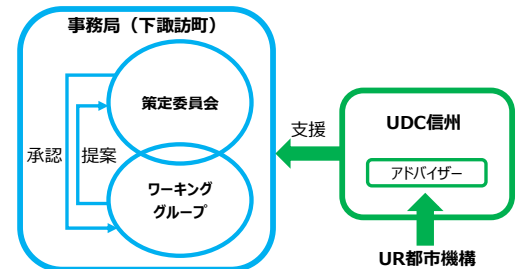 事務局（下諏訪町）
策定委員会
承認
提案
ワーキング
グループ
支援
UDC信州
アドバイザー
UR都市機構